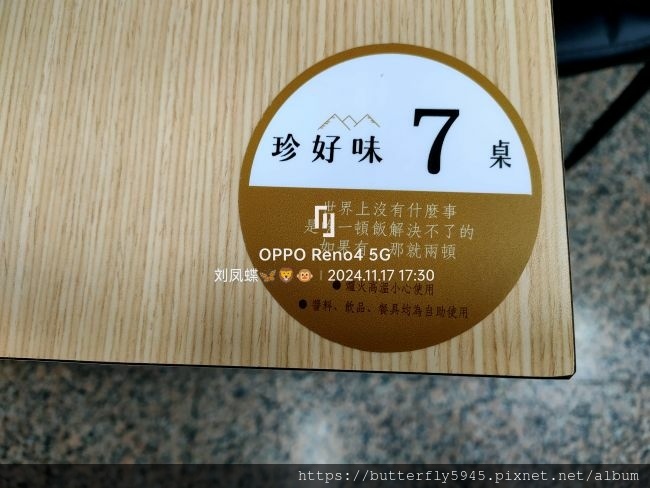 珍好味 7 桌
世界上沒有什麼事
是一頓飯解決不了的
如果有 那就兩頓
OPPO Reno4 5G
刘凤蝶🦋🦁🐵 | 2024.11.17 17:30
● 爐火高溫小心使用
● 醬料、飲品、餐具均為自助使用
https://butterfly5945.pixnet.net/album